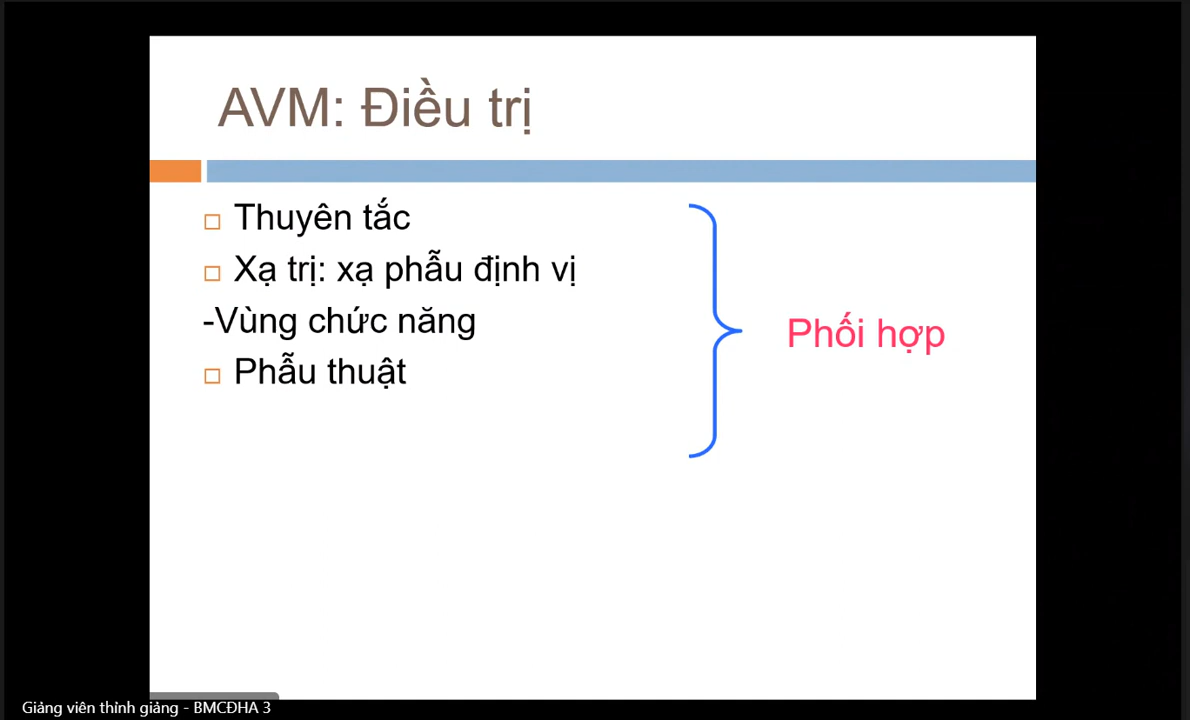 AVM: Điều trị
Thuyên tắc
Xạ trị: xạ phẫu định vị
-Vùng chức năng
Phẫu thuật
Phối hợp
Giảng viên thỉnh giảng - BMCĐHA 3